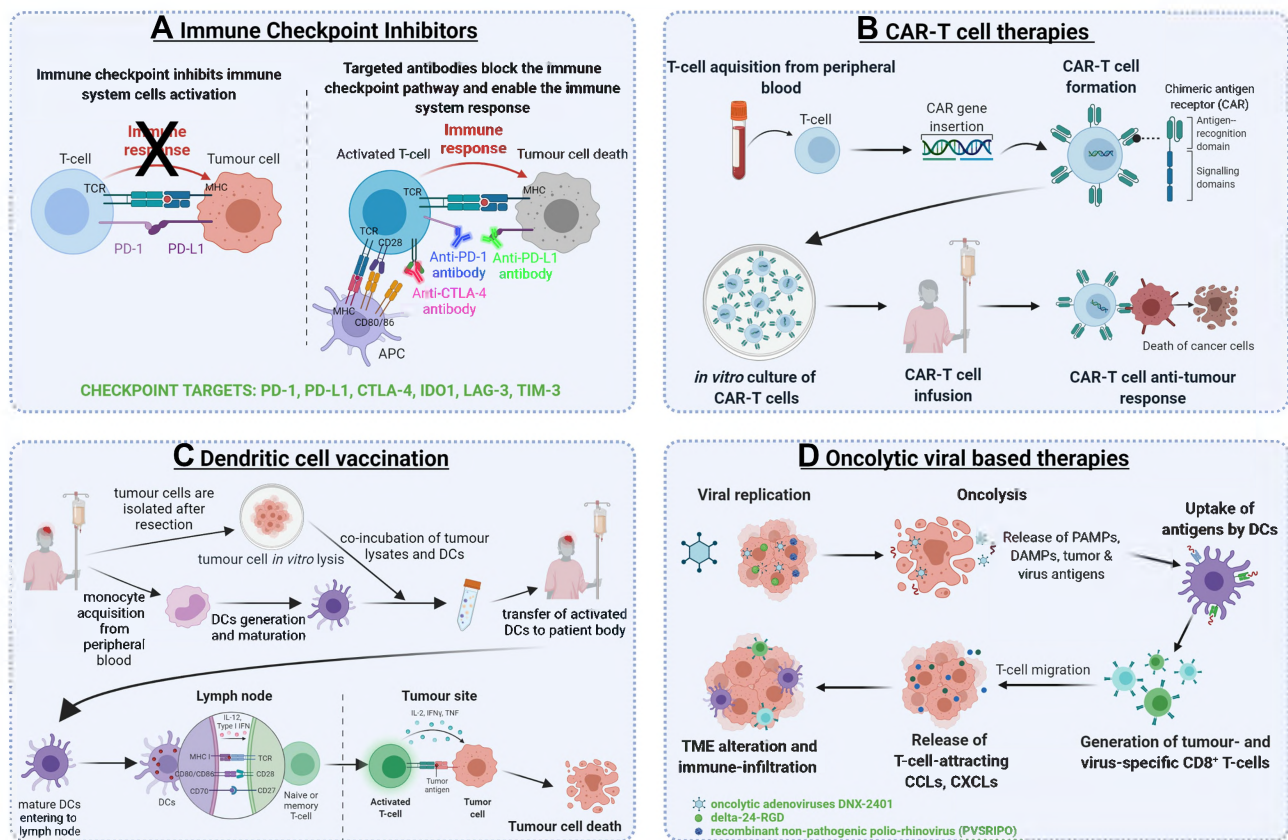 A Immune Checkpoint Inhibitors
Immune checkpoint inhibits immune
system cells activation
Immune
response
X
T-cell
Tumour cell
TCR
MHC
PD-1
PD-L1
Targeted antibodies block the immune
checkpoint pathway and enable the immune
system response
Immune
response
Activated T-cell
Tumour cell death
TCR
MHC
TCR
CD28
Anti-PD-1
antibody
Anti-PD-L1
antibody
Anti-CTLA-4
antibody
MHC
CD80/86
APC
CHECKPOINT TARGETS: PD-1, PD-L1, CTLA-4, IDO1, LAG-3, TIM-3
B CAR-T cell therapies
T-cell aquisition from peripheral
blood
T-cell
CAR gene
insertion
CAR-T cell
formation
Chimeric antigen
receptor (CAR)
Antigen-
recognition
domain
Signalling
domains
in vitro culture of
CAR-T cells
CAR-T cell
infusion
Death of cancer cells
CAR-T cell anti-tumour
response
C Dendritic cell vaccination
tumour cells are
isolated after
resection
tumour cell in vitro lysis
co-incubation of tumour
lysates and DCs
monocyte
acquisition
from
peripheral
blood
DCs generation
and maturation
transfer of activated
DCs to patient body
Lymph node
IL-12,
Type I IFN
MHC I
TCR
CD80/CD86
CD28
CD70
CD27
DCs
Naive or
memory
T-cell
mature DCs
entering to
lymph node
Tumour site
IL-2, IFNγ, TNF
Tumor
antigen
Activated
T-cell
Tumor
cell
Tumour cell death
D Oncolytic viral based therapies
Viral replication
Oncolysis
Release of PAMPs,
DAMPs, tumor &
virus antigens
Uptake of
antigens by DCs
T-cell migration
TME alteration and
immune-infiltration
Release of
T-cell-attracting
CCLs, CXCLs
Generation of tumour- and
virus-specific CD8⁺ T-cells
oncolytic adenoviruses DNX-2401
delta-24-RGD
recombinant non-pathogenic polio-rhinovirus (PVSRIPO)